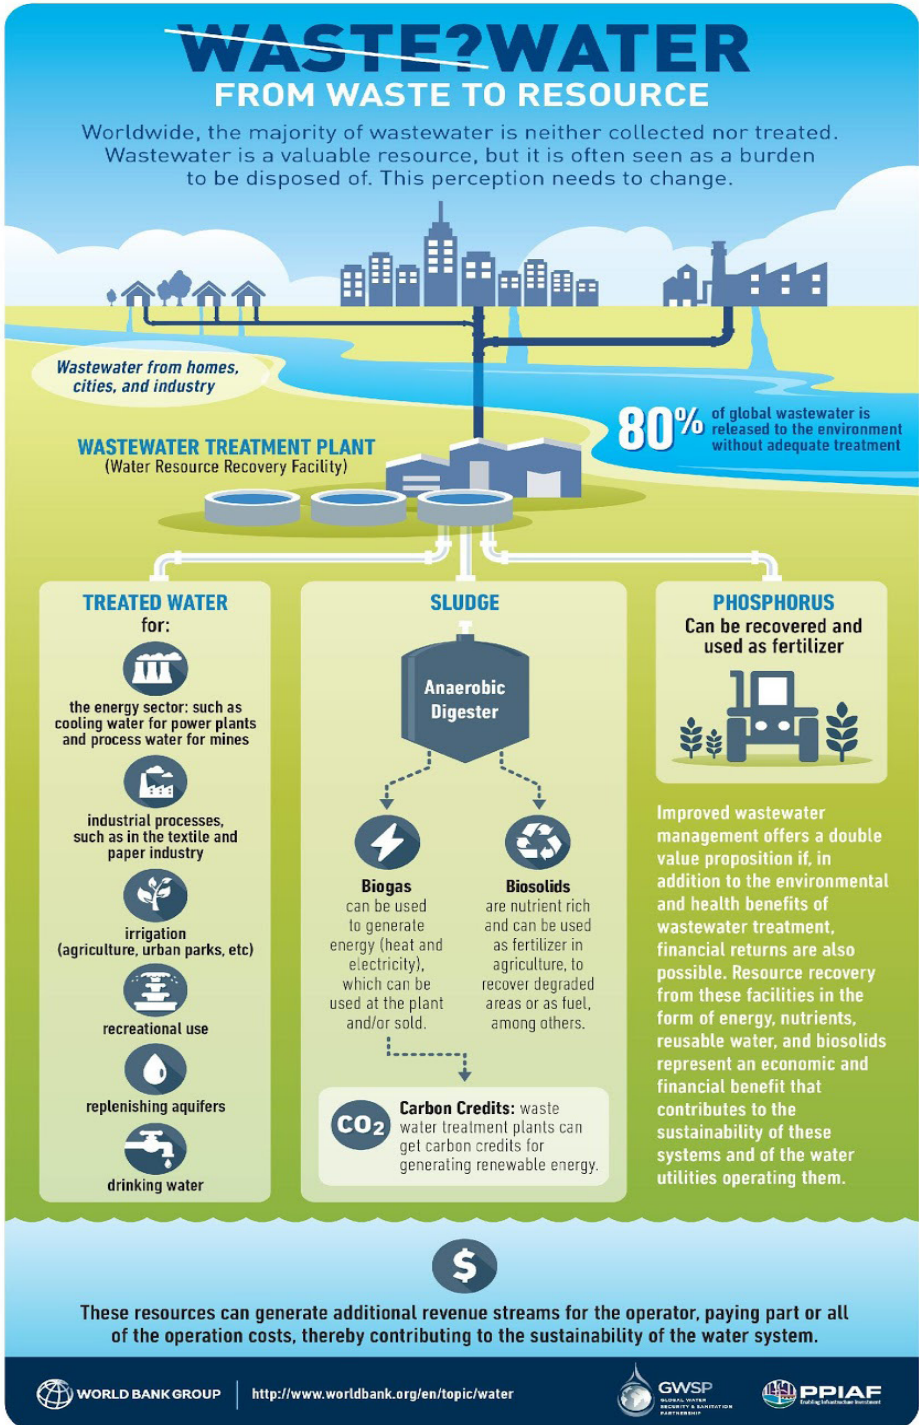 WASTE?WATER
FROM WASTE TO RESOURCE
Worldwide, the majority of wastewater is neither collected nor treated.
Wastewater is a valuable resource, but it is often seen as a burden
to be disposed of. This perception needs to change.
Wastewater from homes,
cities, and industry
80%
of global wastewater is
released to the environment
without adequate treatment
WASTEWATER TREATMENT PLANT
(Water Resource Recovery Facility)
TREATED WATER
for:
the energy sector: such as
cooling water for power plants
and process water for mines
industrial processes,
such as in the textile and
paper industry
irrigation
(agriculture, urban parks, etc)
recreational use
replenishing aquifers
drinking water
SLUDGE
Anaerobic
Digester
Biogas
can be used
to generate
energy (heat and
electricity),
which can be
used at the plant
and/or sold.
Biosolids
are nutrient rich
and can be used
as fertilizer in
agriculture, to
recover degraded
areas or as fuel,
among others.
CO2
Carbon Credits: waste
water treatment plants can
get carbon credits for
generating renewable energy.
PHOSPHORUS
Can be recovered and
used as fertilizer
Improved wastewater
management offers a double
value proposition if, in
addition to the environmental
and health benefits of
wastewater treatment,
financial returns are also
possible. Resource recovery
from these facilities in the
form of energy, nutrients,
reusable water, and biosolids
represent an economic and
financial benefit that
contributes to the
sustainability of these
systems and of the water
utilities operating them.
$
These resources can generate additional revenue streams for the operator, paying part or all
of the operation costs, thereby contributing to the sustainability of the water system.
WORLD BANK GROUP
http://www.worldbank.org/en/topic/water
GWSP
GLOBAL WATER
SECURITY & SANITATION
PARTNERSHIP
PPIAF
Enabling Infrastructure Investment